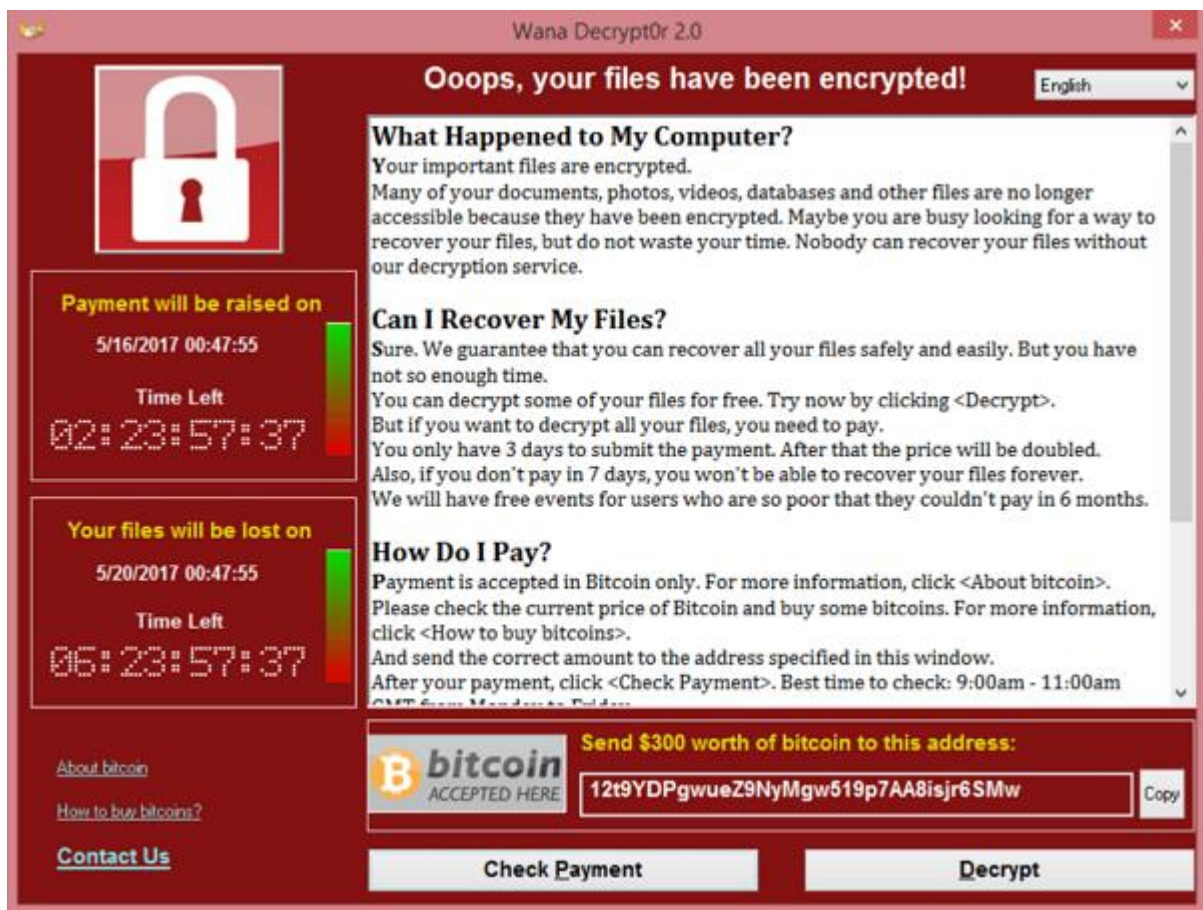 Wana Decrypt0r 2.0
Ooops, your files have been encrypted!
English
Payment will be raised on
5/16/2017 00:47:55
Time Left
02:23:57:37
Your files will be lost on
5/20/2017 00:47:55
Time Left
06:23:57:37
About bitcoin
How to buy bitcoins?
Contact Us
What Happened to My Computer?
Your important files are encrypted.
Many of your documents, photos, videos, databases and other files are no longer
accessible because they have been encrypted. Maybe you are busy looking for a way to
recover your files, but do not waste your time. Nobody can recover your files without
our decryption service.
Can I Recover My Files?
Sure. We guarantee that you can recover all your files safely and easily. But you have
not so enough time.
You can decrypt some of your files for free. Try now by clicking <Decrypt>.
But if you want to decrypt all your files, you need to pay.
You only have 3 days to submit the payment. After that the price will be doubled.
Also, if you don't pay in 7 days, you won't be able to recover your files forever.
We will have free events for users who are so poor that they couldn't pay in 6 months.
How Do I Pay?
Payment is accepted in Bitcoin only. For more information, click <About bitcoin>.
Please check the current price of Bitcoin and buy some bitcoins. For more information,
click <How to buy bitcoins>.
And send the correct amount to the address specified in this window.
After your payment, click <Check Payment>. Best time to check: 9:00am - 11:00am
GMT from Monday to Friday
bitcoin
ACCEPTED HERE
Send $300 worth of bitcoin to this address:
12t9YDPgwueZ9NyMgw519p7AA8isjr6SMw
Copy
Check Payment
Decrypt